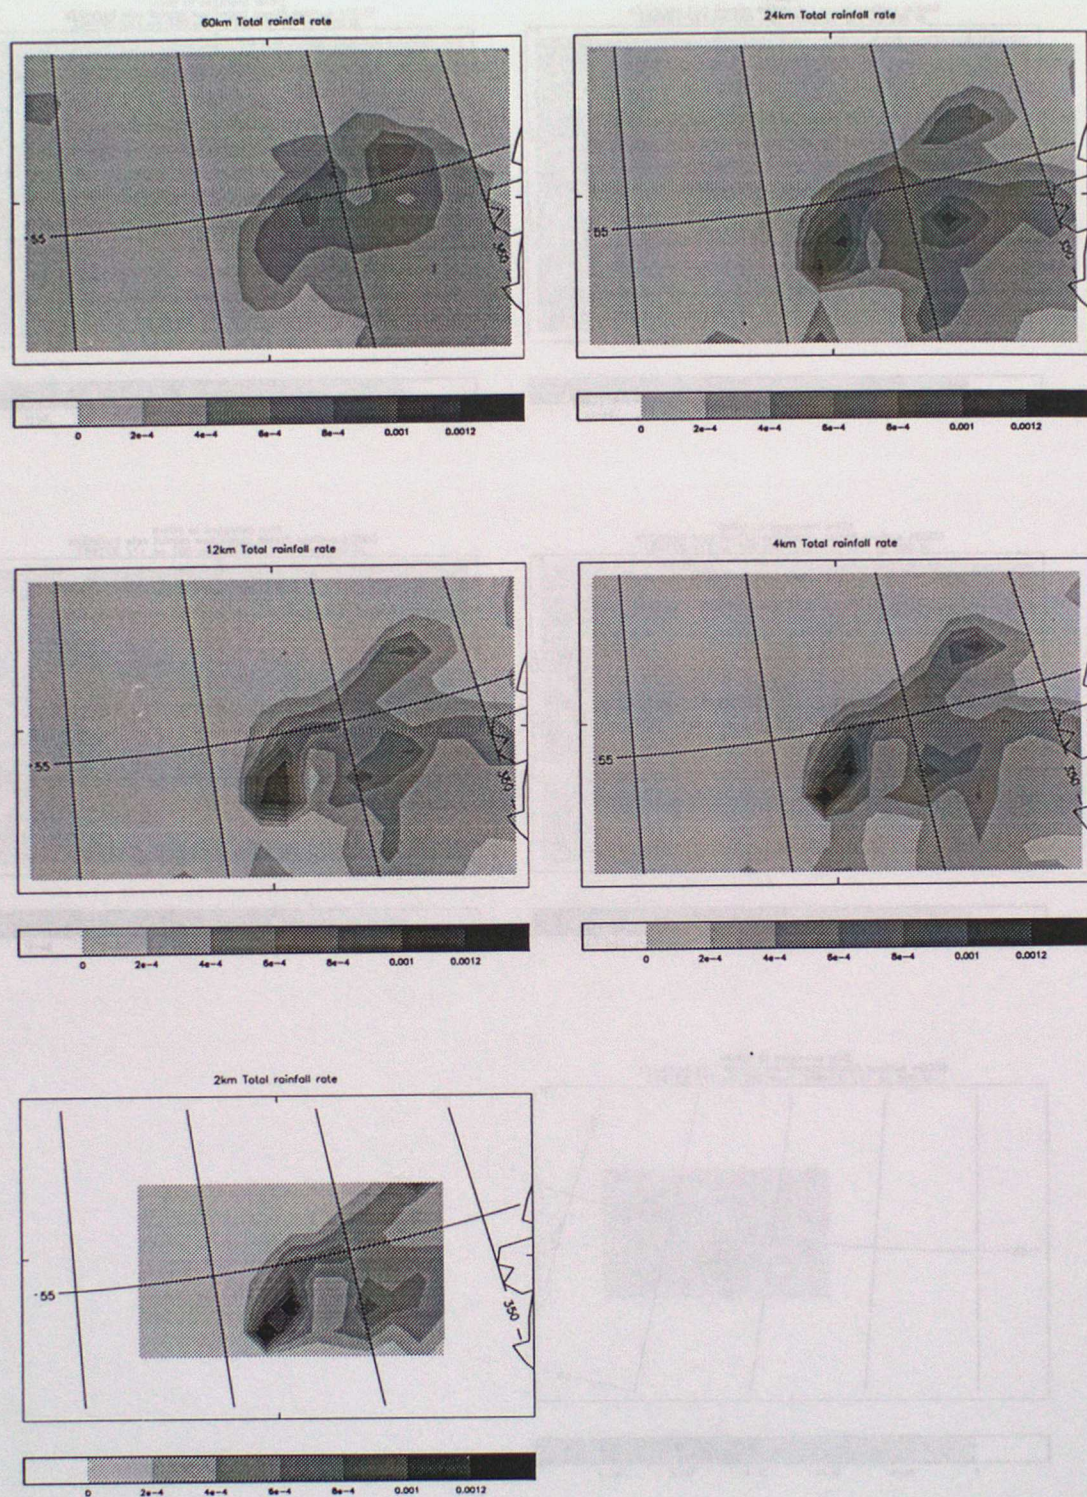 60km Total rainfall rate
24km Total rainfall rate
55
350
55
350
0 2e-4 4e-4 6e-4 8e-4 0.001 0.0012
0 2e-4 4e-4 6e-4 8e-4 0.001 0.0012
12km Total rainfall rate
4km Total rainfall rate
55
350
55
350
0 2e-4 4e-4 6e-4 8e-4 0.001 0.0012
0 2e-4 4e-4 6e-4 8e-4 0.001 0.0012
2km Total rainfall rate
55
350
0 2e-4 4e-4 6e-4 8e-4 0.001 0.0012